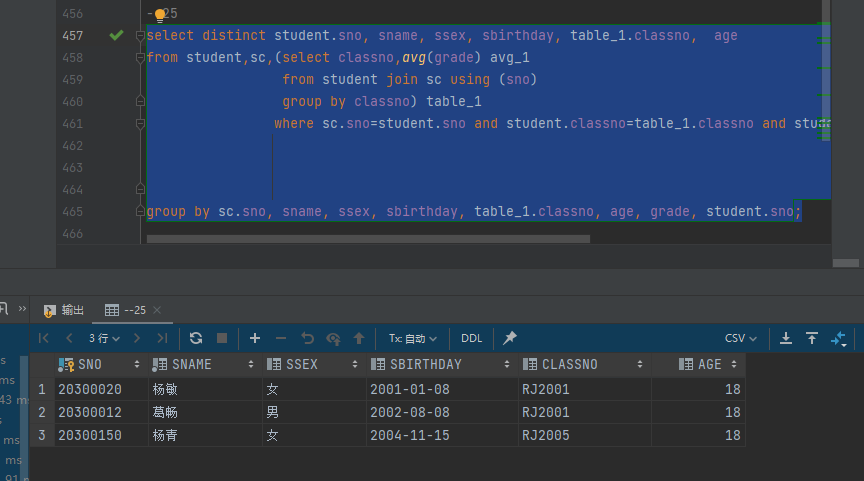 456 --25
457 select distinct student.sno, sname, ssex, sbirthday, table_1.classno, age
458 from student,sc,(select classno,avg(grade) avg_1
459 from student join sc using (sno)
460 group by classno) table_1
461 where sc.sno=student.sno and student.classno=table_1.classno and stude
462
463
464
465 group by sc.sno, sname, ssex, sbirthday, table_1.classno, age, grade, student.sno;
466
输出 --25
3 行 Tx: 自动 DDL CSV
SNO SNAME SSEX SBIRTHDAY CLASSNO AGE
1 20300020 杨敏 女 2001-01-08 RJ2001 18
2 20300012 葛畅 男 2002-08-08 RJ2001 18
3 20300150 杨青 女 2004-11-15 RJ2005 18
s
ms
43 ms
s
ms
ms
91